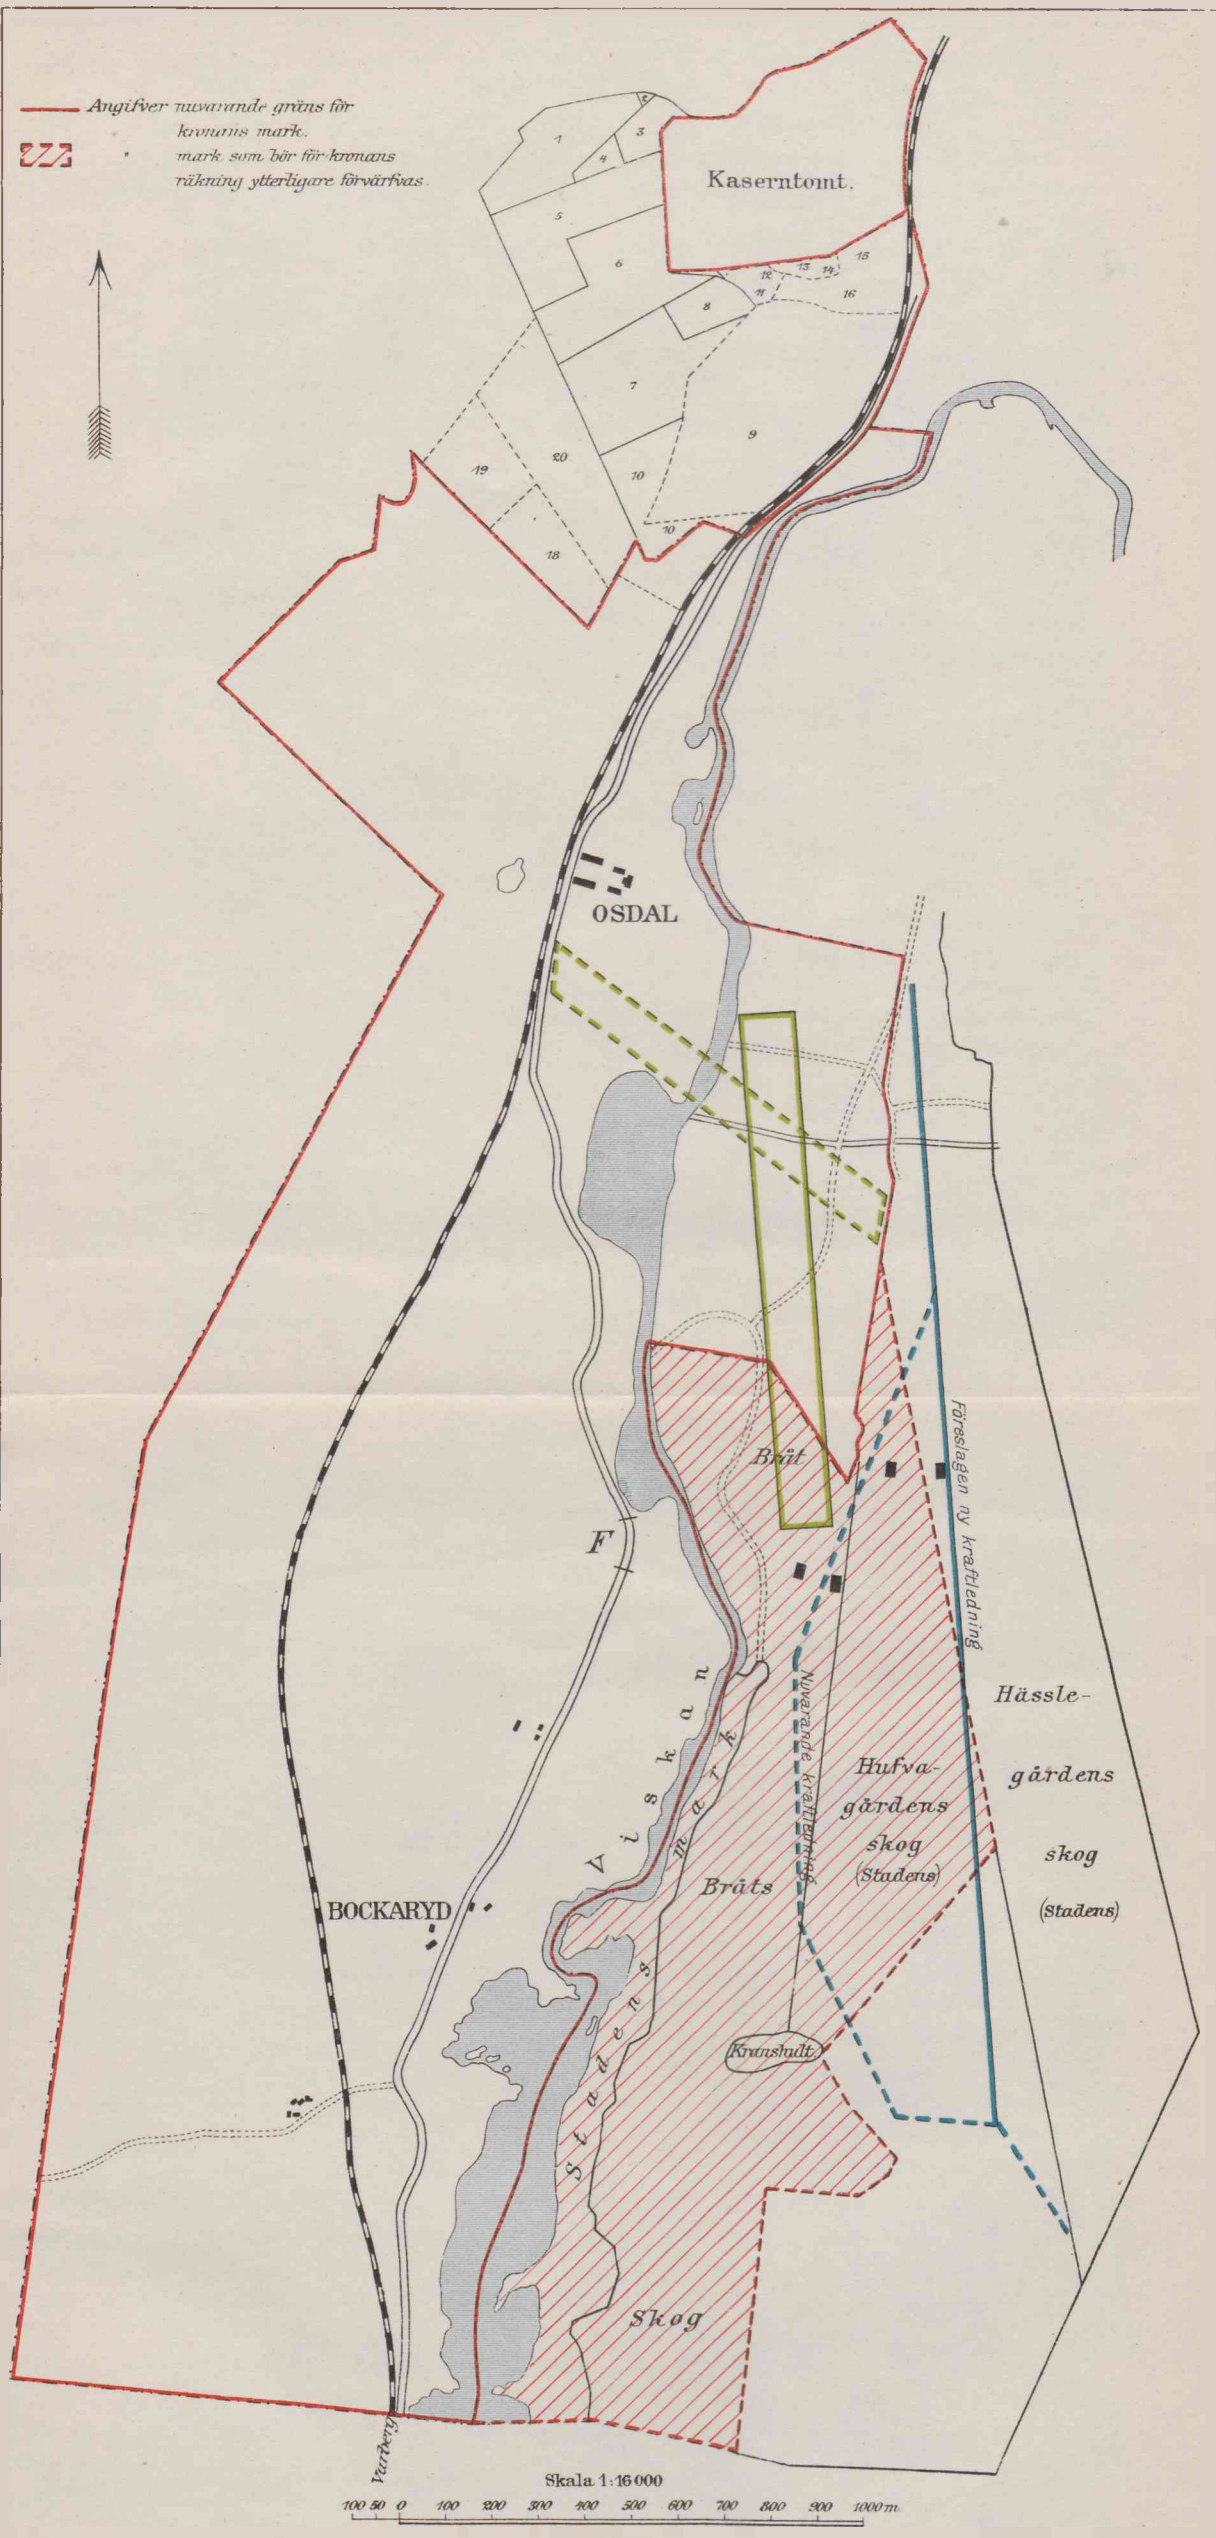 Angifver nuvarande gräns för
kronans mark.
" mark som bör för kronans
räkning ytterligare förvärfvas.
Kaserntomt.
1
2
3
4
5
6
7
8
9
10
10
11
12
13
14
15
16
18
19
20
OSDAL
Bråt
F
Föreslagen ny kraftledning
Nuvarande kraftledning
Viskan
Hässle-
gårdens
skog
(Stadens)
Hufva-
gårdens
skog
(Stadens)
Bråts
Stadens mark
BOCKARYD
Kranshult.
Skog
Varberg
Skala 1:16000
100 50 0 100 200 300 400 500 600 700 800 900 1000 m